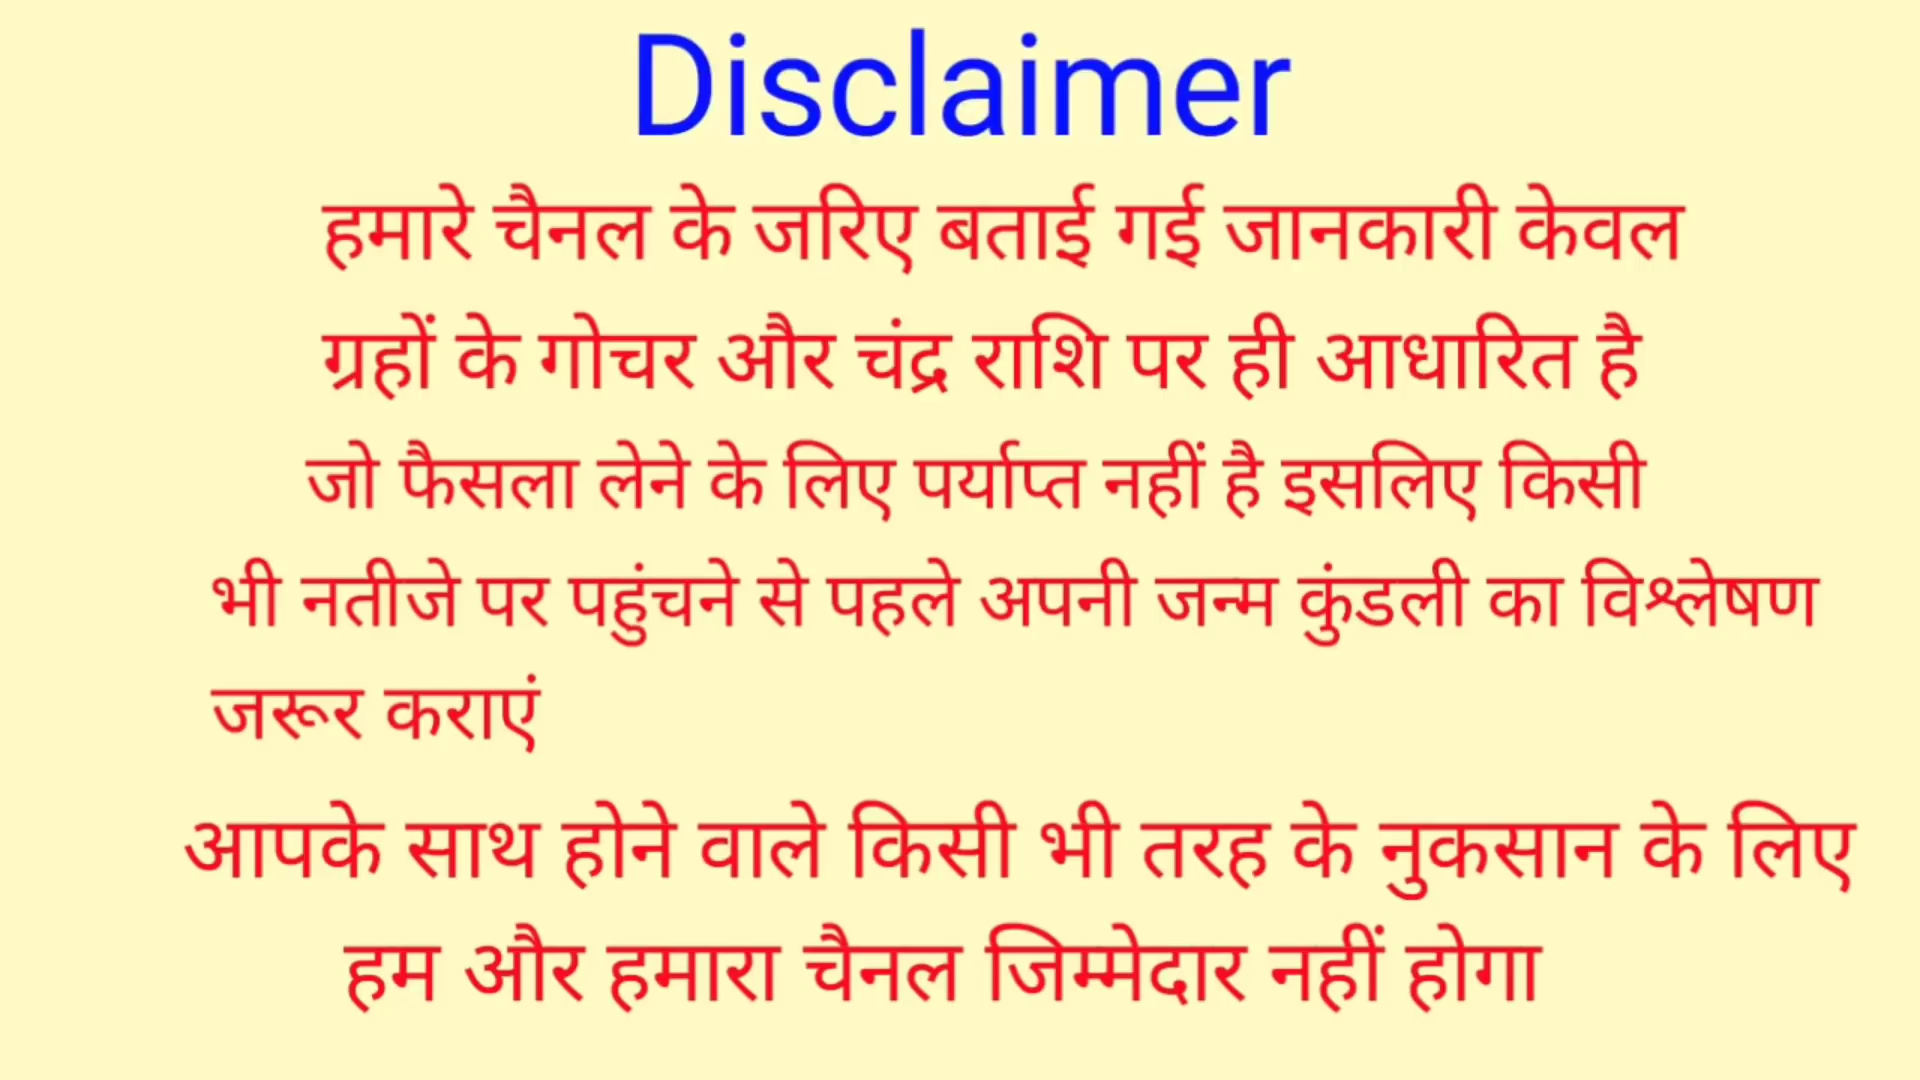 Disclaimer
हमारे चैनल के जरिए बताई गई जानकारी केवल
ग्रहों के गोचर और चंद्र राशि पर ही आधारित है
जो फैसला लेने के लिए पर्याप्त नहीं है इसलिए किसी
भी नतीजे पर पहुंचने से पहले अपनी जन्म कुंडली का विश्लेषण
जरूर कराएं
आपके साथ होने वाले किसी भी तरह के नुकसान के लिए
हम और हमारा चैनल जिम्मेदार नहीं होगा